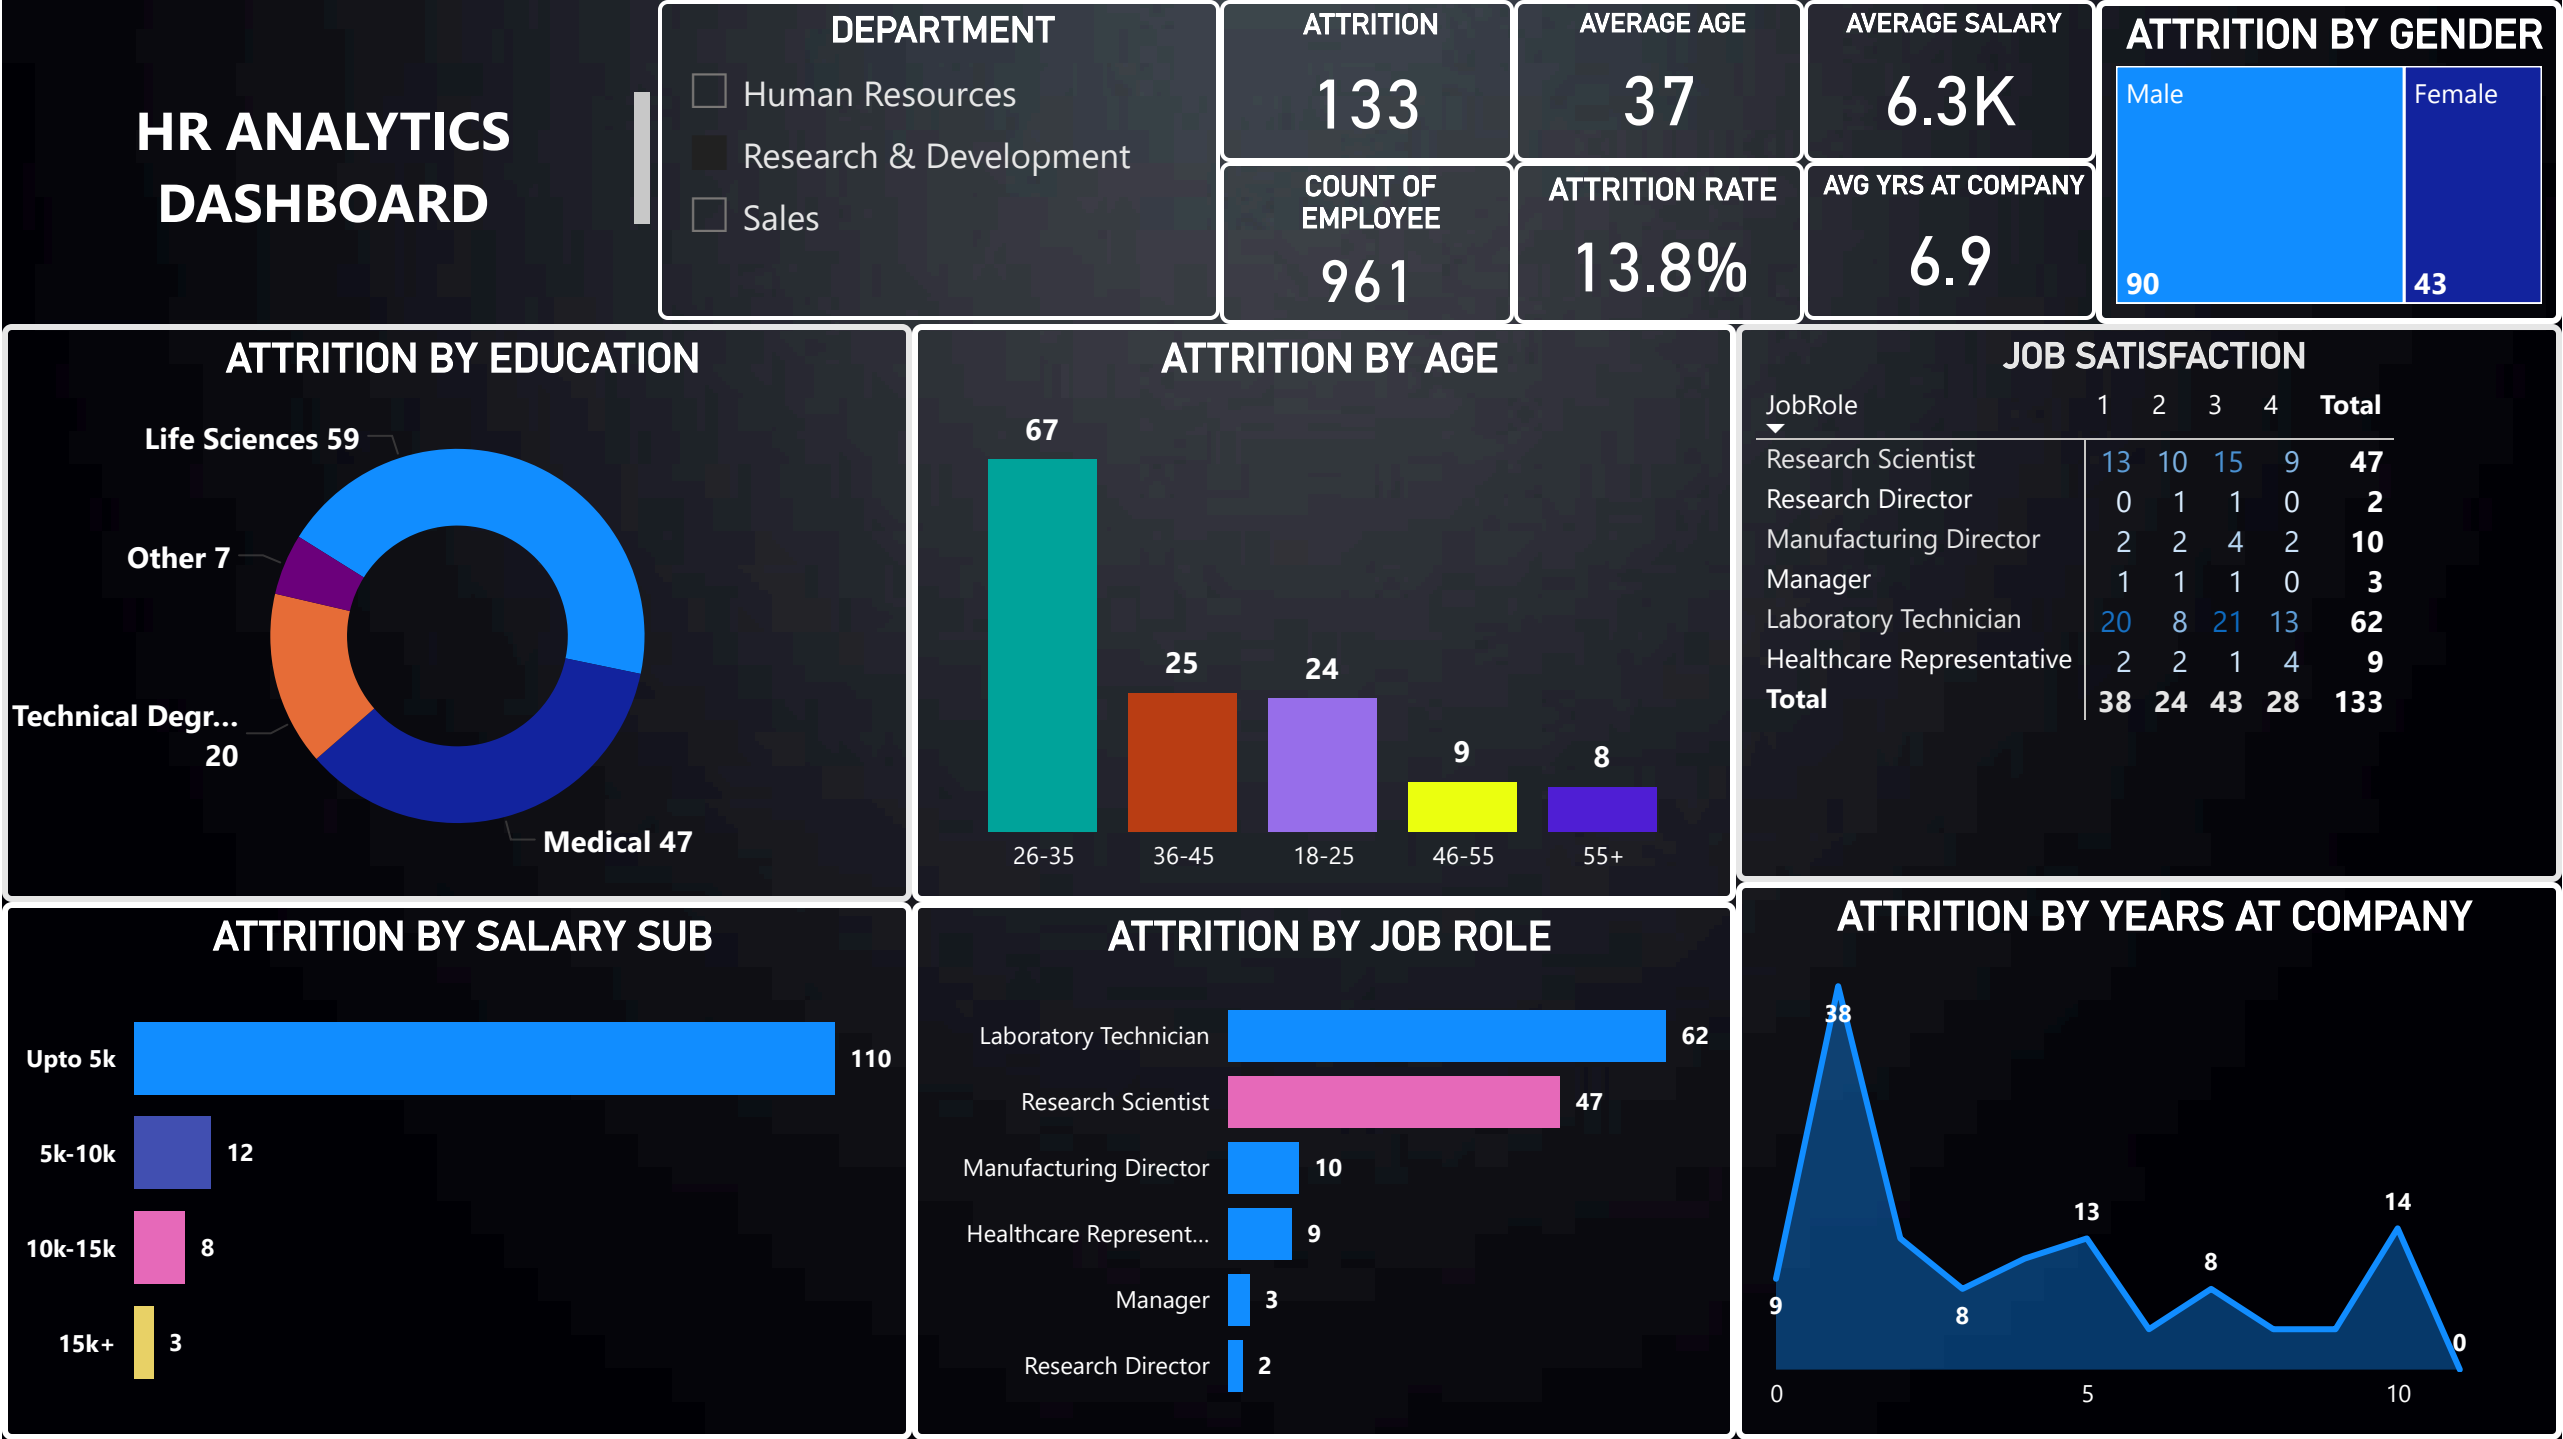 HR ANALYTICS
DASHBOARD
DEPARTMENT
Human Resources
Research & Development
Sales
ATTRITION
133
AVERAGE AGE
37
AVERAGE SALARY
6.3K
COUNT OF
EMPLOYEE
961
ATTRITION RATE
13.8%
AVG YRS AT COMPANY
6.9
ATTRITION BY GENDER
Male
90
Female
43
ATTRITION BY EDUCATION
Life Sciences 59
Other 7
Technical Degr...
20
Medical 47
ATTRITION BY AGE
67
25
24
9
8
26-35 36-45 18-25 46-55 55+
JOB SATISFACTION
JobRole 1 2 3 4 Total
Research Scientist 13 10 15 9 47
Research Director 0 1 1 0 2
Manufacturing Director 2 2 4 2 10
Manager 1 1 1 0 3
Laboratory Technician 20 8 21 13 62
Healthcare Representative 2 2 1 4 9
Total 38 24 43 28 133
ATTRITION BY SALARY SUB
Upto 5k 110
5k-10k 12
10k-15k 8
15k+ 3
ATTRITION BY JOB ROLE
Laboratory Technician 62
Research Scientist 47
Manufacturing Director 10
Healthcare Represent... 9
Manager 3
Research Director 2
ATTRITION BY YEARS AT COMPANY
38
14
13
8
9
8
0
0 5 10